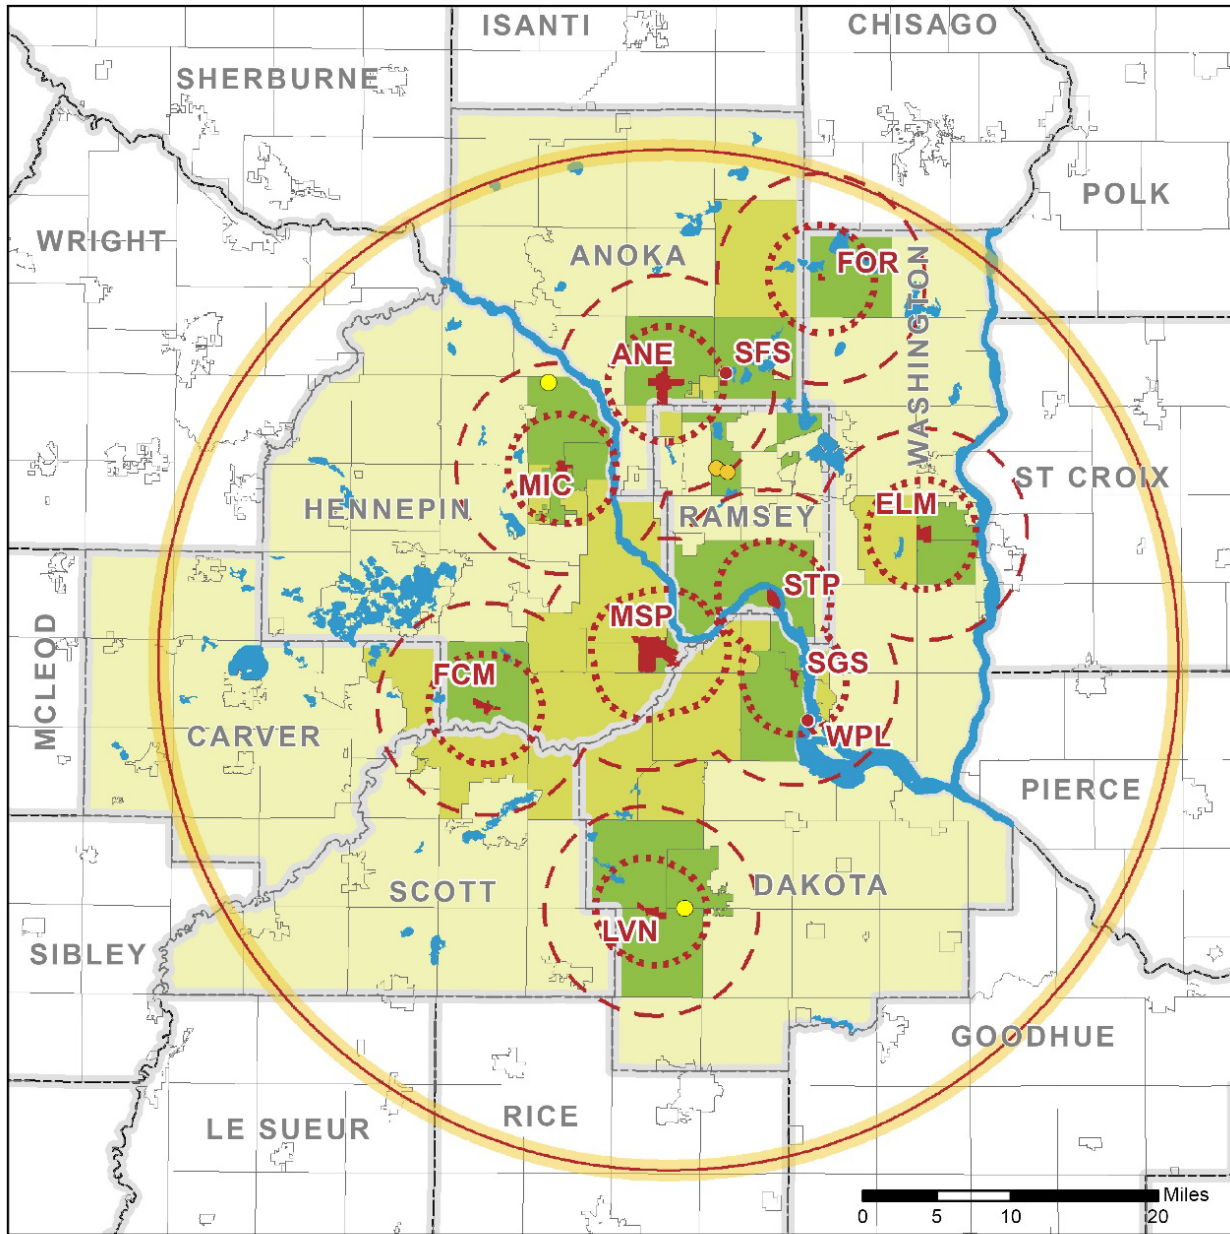 ISANTI
CHISAGO
SHERBURNE
POLK
WRIGHT
ANOKA
WASHINGTON
FOR
ANE
SFS
ST CROIX
MIC
HENNEPIN
RAMSEY
ELM
STP
MSP
MCLEOD
FCM
SGS
CARVER
WPL
PIERCE
SCOTT
DAKOTA
LVN
SIBLEY
GOODHUE
LE SUEUR
RICE
Miles
0 5 10 20